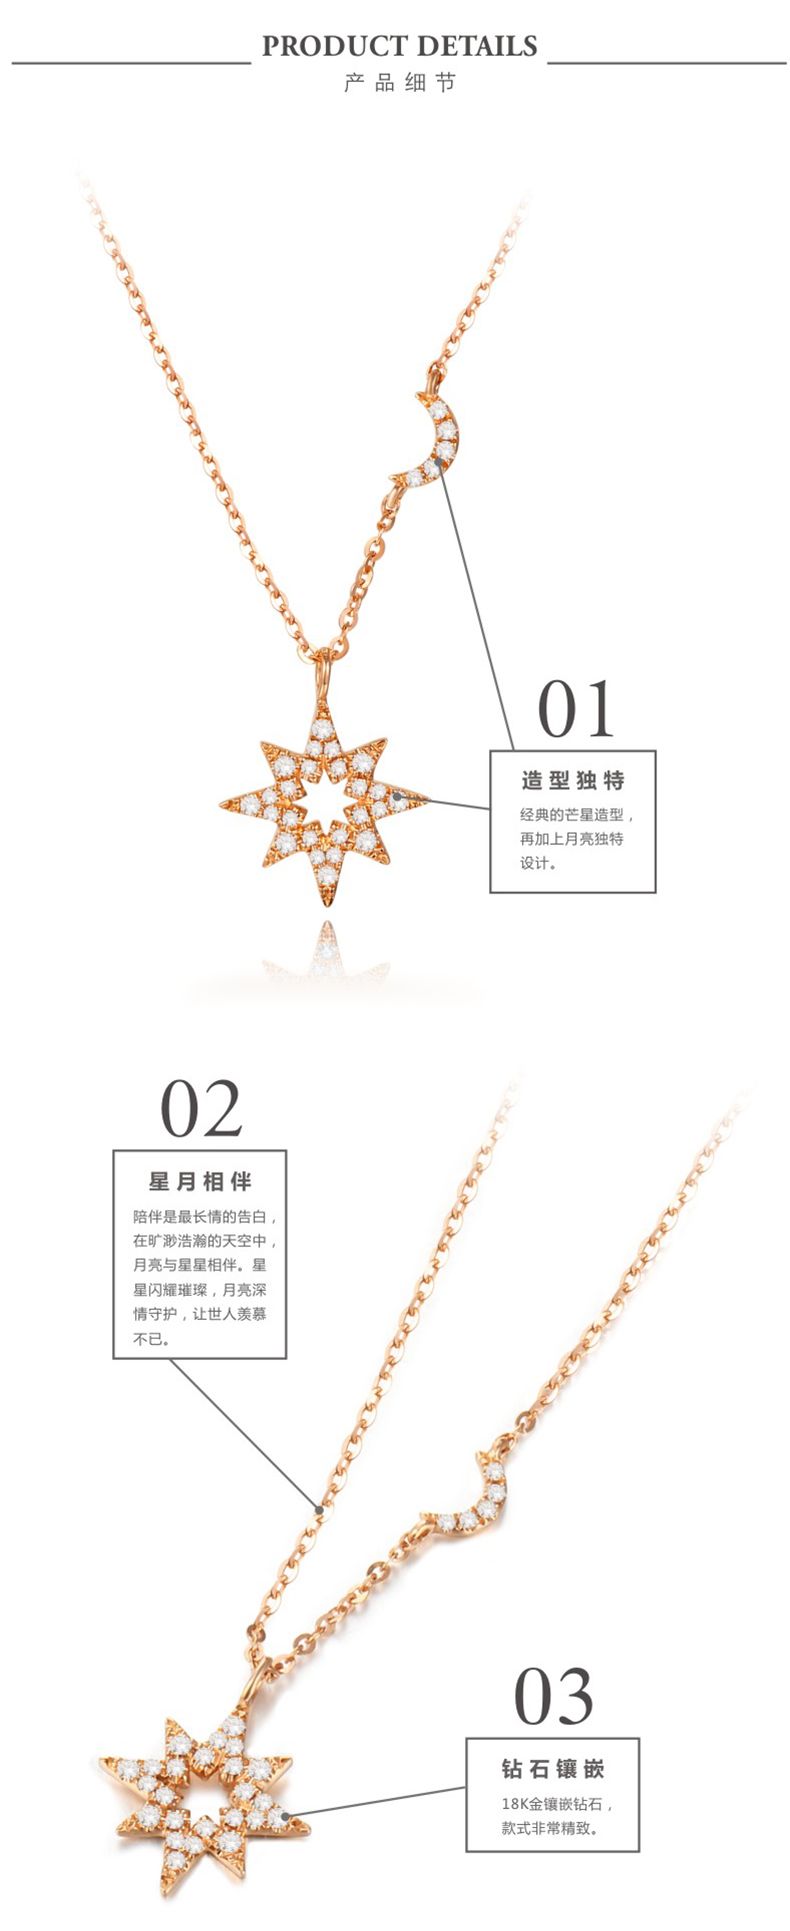 PRODUCT DETAILS
产品细节
01
造型独特
经典的芒星造型，
再加上月亮独特
设计。
02
星月相伴
陪伴是最长情的告白，
在旷渺浩瀚的天空中，
月亮与星星相伴。星
星闪耀璀璨，月亮深
情守护，让世人羡慕
不已。
03
钻石镶嵌
18K金镶嵌钻石，
款式非常精致。